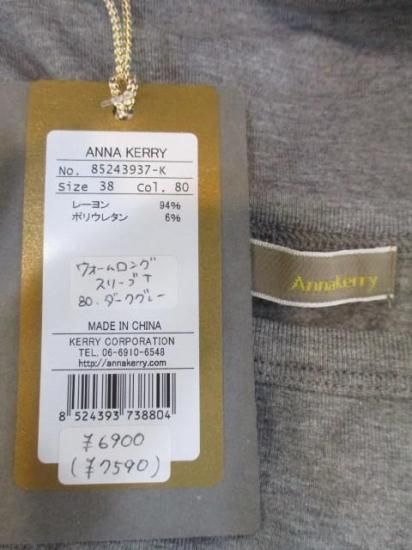 ANNA KERRY
No. 85243937-K
Size 38 Col. 80
レーヨン 94%
ポリウレタン 6%
ウォームロング
スリーブT
80.ダークグレー
MADE IN CHINA
KERRY CORPORATION
TEL. 06-6910-6548
http://annakerry.com
8 524393 738804
¥6900
(¥7590)
Annakerry